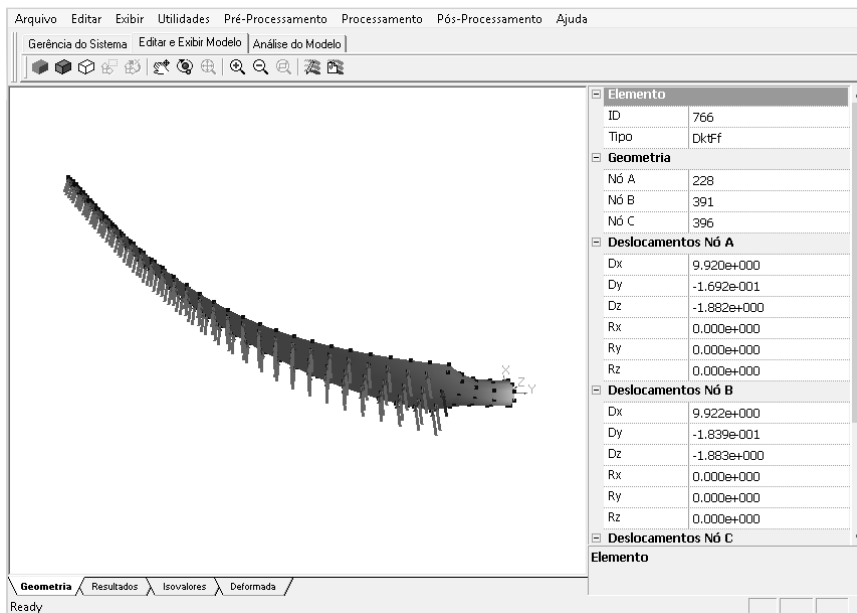 Arquivo Editar Exibir Utilidades Pré-Processamento Processamento Pós-Processamento Ajuda
Gerência do Sistema Editar e Exibir Modelo Análise do Modelo
Elemento
ID 766
Tipo DktFf
Geometria
Nó A 228
Nó B 391
Nó C 396
Deslocamentos Nó A
Dx 9.920e+000
Dy -1.692e-001
Dz -1.882e+000
Rx 0.000e+000
Ry 0.000e+000
Rz 0.000e+000
Deslocamentos Nó B
Dx 9.922e+000
Dy -1.839e-001
Dz -1.883e+000
Rx 0.000e+000
Ry 0.000e+000
Rz 0.000e+000
Deslocamentos Nó C
Elemento
X
Z
Y
Geometria Resultados Isovalores Deformada
Ready